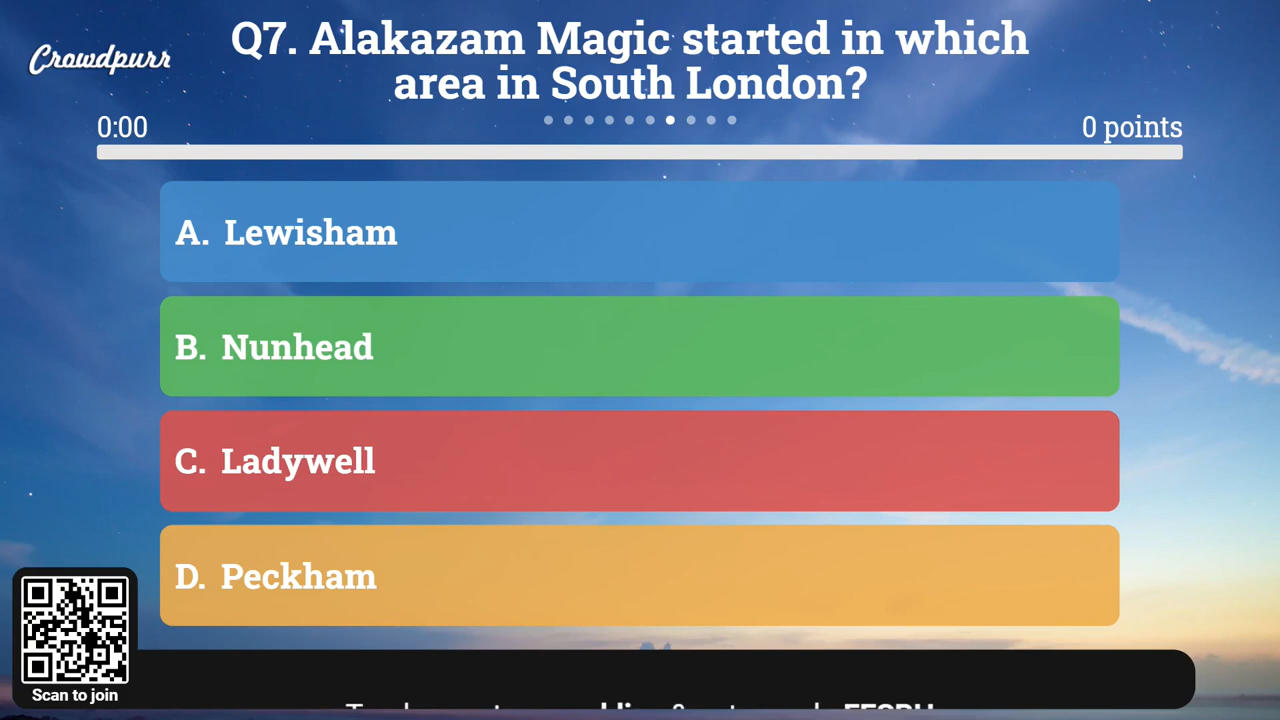 Crowdpurr
Q7. Alakazam Magic started in which
area in South London?
0:00
0 points
A. Lewisham
B. Nunhead
C. Ladywell
D. Peckham
Scan to join